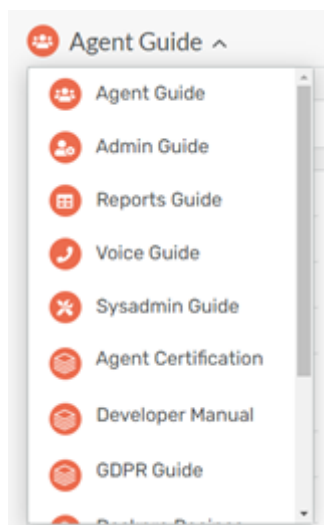 Agent Guide
Agent Guide
Admin Guide
Reports Guide
Voice Guide
Sysadmin Guide
Agent Certification
Developer Manual
GDPR Guide